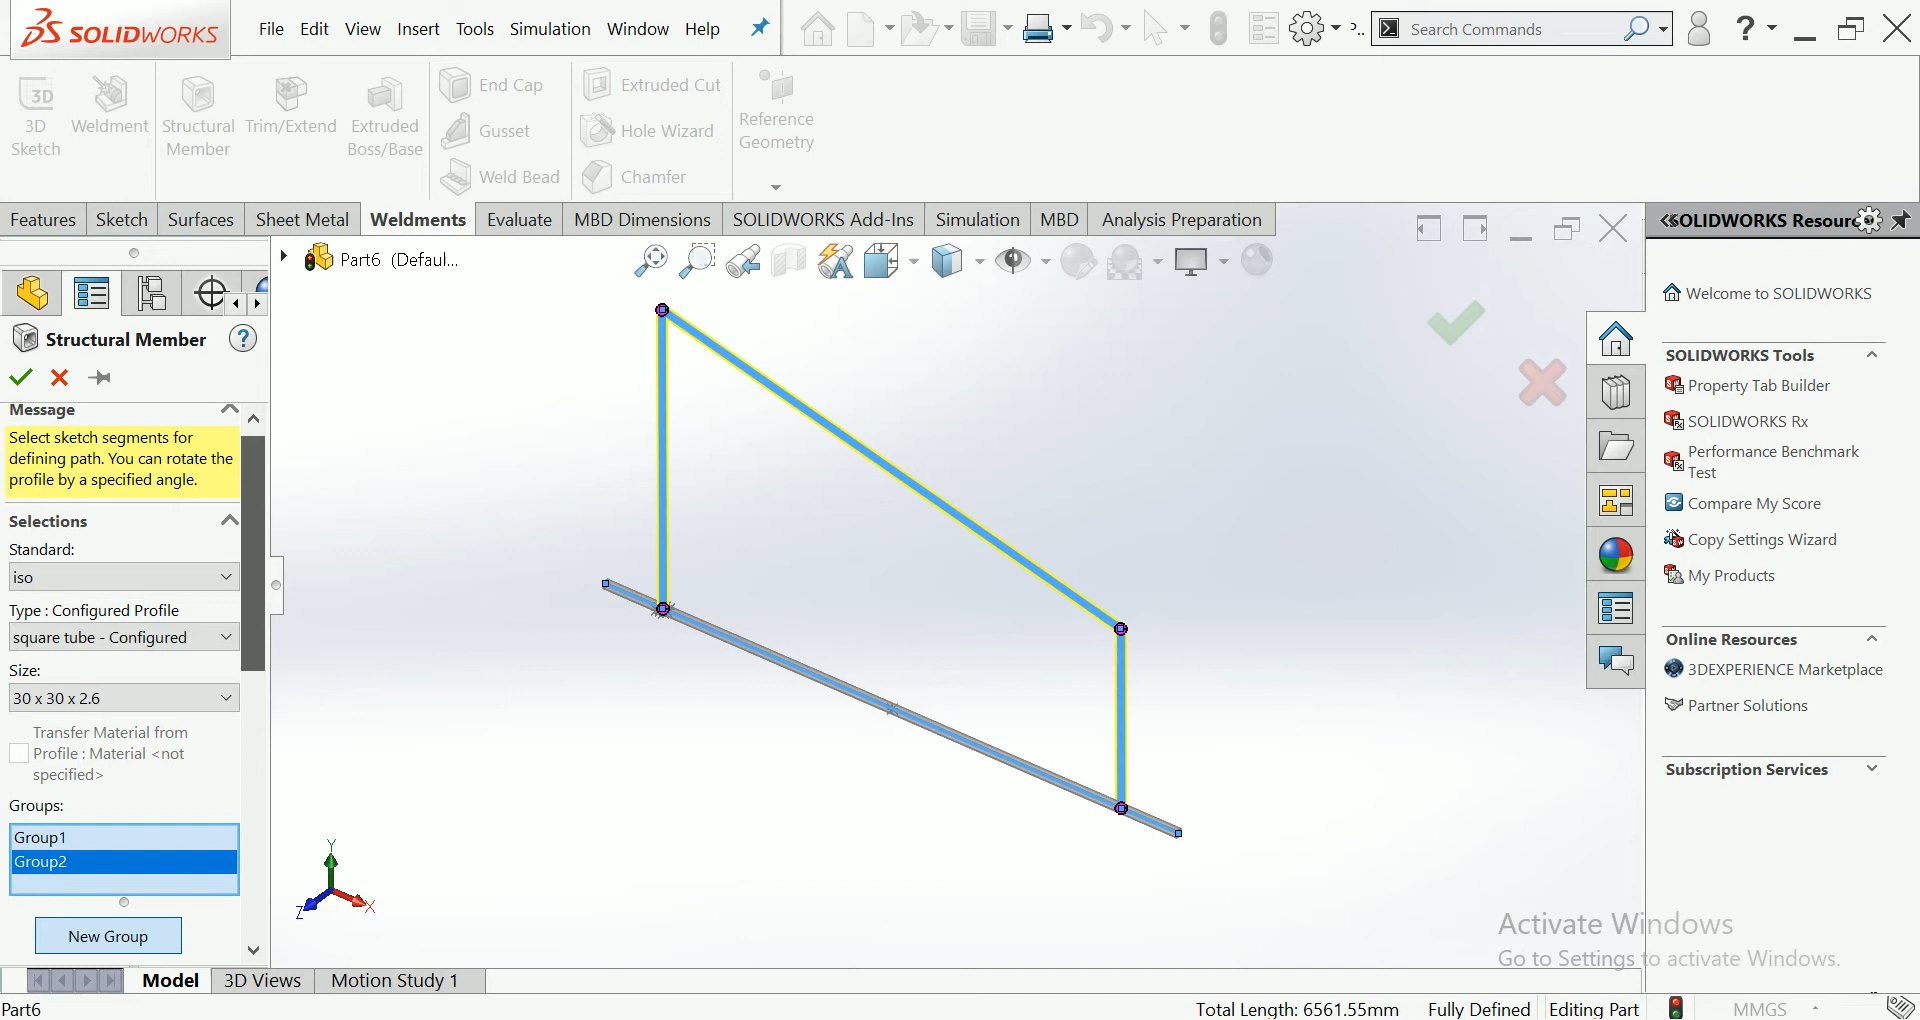 SOLIDWORKS
File Edit View Insert Tools Simulation Window Help
P..
Search Commands
3D
Sketch
Weldment
Structural
Member
Trim/Extend
Extruded
Boss/Base
End Cap
Gusset
Weld Bead
Extruded Cut
Hole Wizard
Chamfer
Reference
Geometry
Features Sketch Surfaces Sheet Metal Weldments Evaluate MBD Dimensions SOLIDWORKS Add-Ins Simulation MBD Analysis Preparation
SOLIDWORKS Resour
Part6 (Defaul...
Structural Member
Message
Select sketch segments for
defining path. You can rotate the
profile by a specified angle.
Selections
Standard:
iso
Type : Configured Profile
square tube - Configured
Size:
30 x 30 x 2.6
Transfer Material from
Profile : Material <not
specified>
Groups:
Group1
Group2
New Group
Y
X
Z
Welcome to SOLIDWORKS
SOLIDWORKS Tools
Property Tab Builder
SOLIDWORKS Rx
Performance Benchmark
Test
Compare My Score
Copy Settings Wizard
My Products
Online Resources
3DEXPERIENCE Marketplace
Partner Solutions
Subscription Services
Activate Windows
Go to Settings to activate Windows.
Model 3D Views Motion Study 1
Part6
Total Length: 6561.55mm Fully Defined Editing Part MMGS